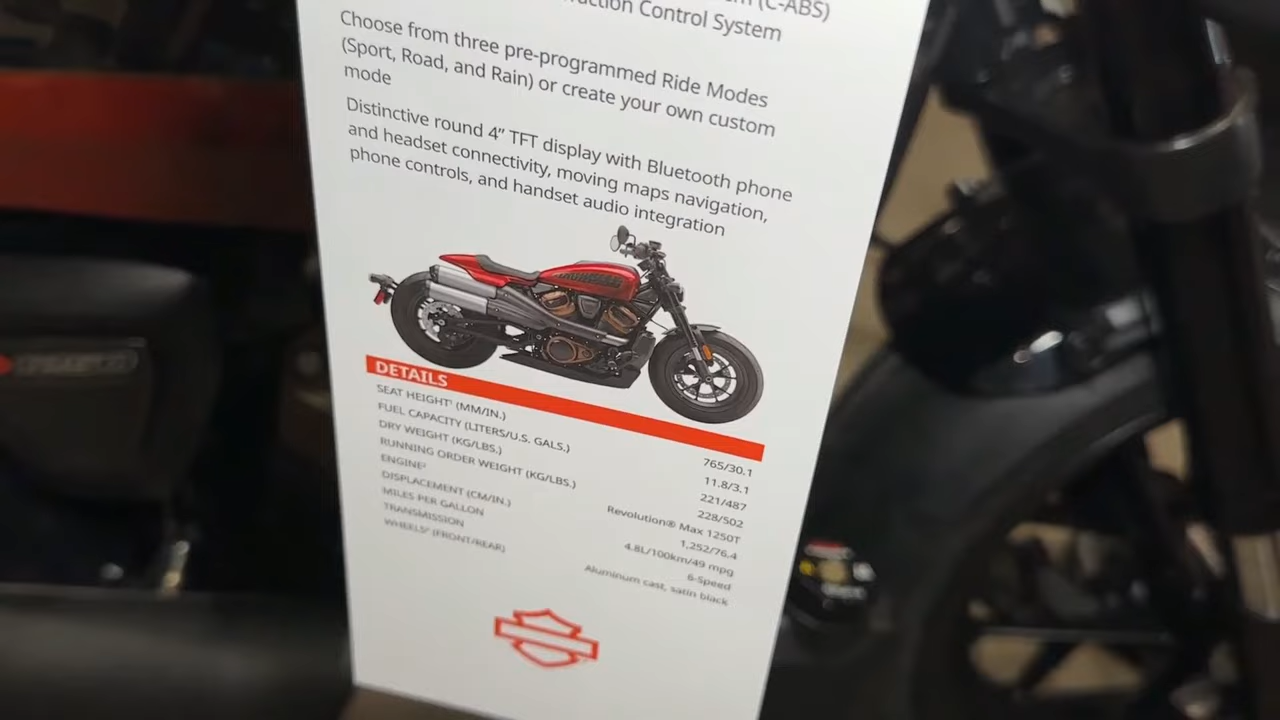 (C-ABS)
Control System
Choose from three pre-programmed Ride Modes
(Sport, Road, and Rain) or create your own custom
mode
Distinctive round 4” TFT display with Bluetooth phone
and headset connectivity, moving maps navigation,
phone controls, and handset audio integration
DETAILS
SEAT HEIGHT¹ (MM/IN.) 765/30.1
FUEL CAPACITY (LITERS/U.S. GALS.) 11.8/3.1
DRY WEIGHT (KG/LBS.) 221/487
RUNNING ORDER WEIGHT (KG/LBS.) 228/502
ENGINE² Revolution® Max 1250T
DISPLACEMENT (CM/IN.) 1,252/76.4
MILES PER GALLON 4.8L/100km/49 mpg
TRANSMISSION 6-Speed
WHEELS⁵ (FRONT/REAR) Aluminum cast, satin black